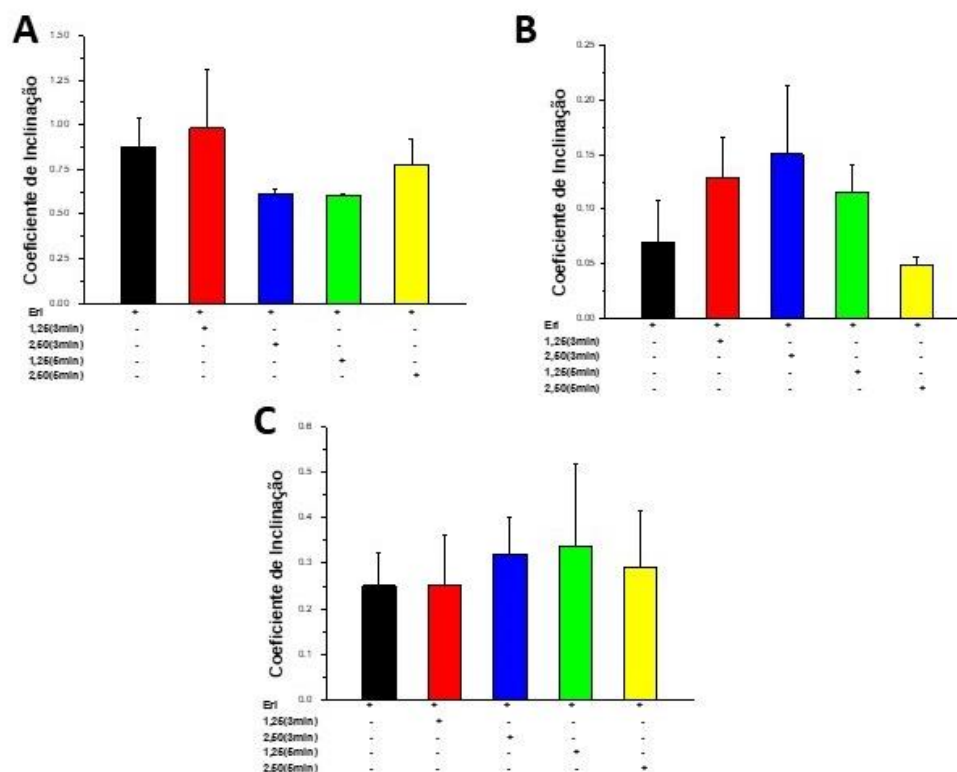 A
1.50
1.25
1.00
0.75
0.50
0.25
0.00
Coeficiente de Inclinação
Erl + + + + +
1,25(3min) - + - - -
2,50(3min) - - + - -
1,25(5min) - - - + -
2,50(5min) - - - - +
B
0.25
0.20
0.15
0.10
0.05
0.00
Coeficiente de Inclinação
Erl + + + + +
1,25(3min) - + - - -
2,50(3min) - - + - -
1,25(5min) - - - + -
2,50(5min) - - - - +
C
0.6
0.5
0.4
0.3
0.2
0.1
0.0
Coeficiente de Inclinação
Erl + + + + +
1,25(3min) - + - - -
2,50(3min) - - + - -
1,25(5min) - - - + -
2,50(5min) - - - - +